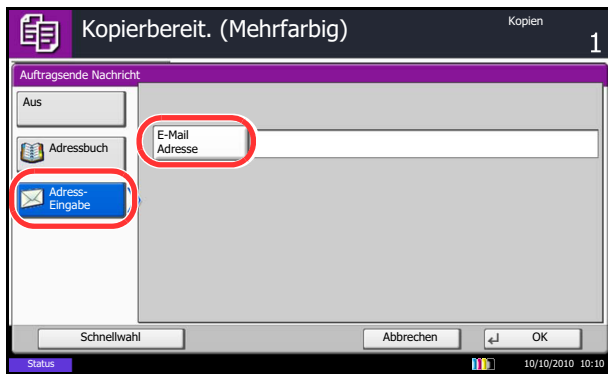 Kopierbereit. (Mehrfarbig)
Kopien
1
Auftragsende Nachricht
Aus
Adressbuch
Adress-
Eingabe
E-Mail
Adresse
Schnellwahl
Abbrechen
OK
Status
10/10/2010 10:10